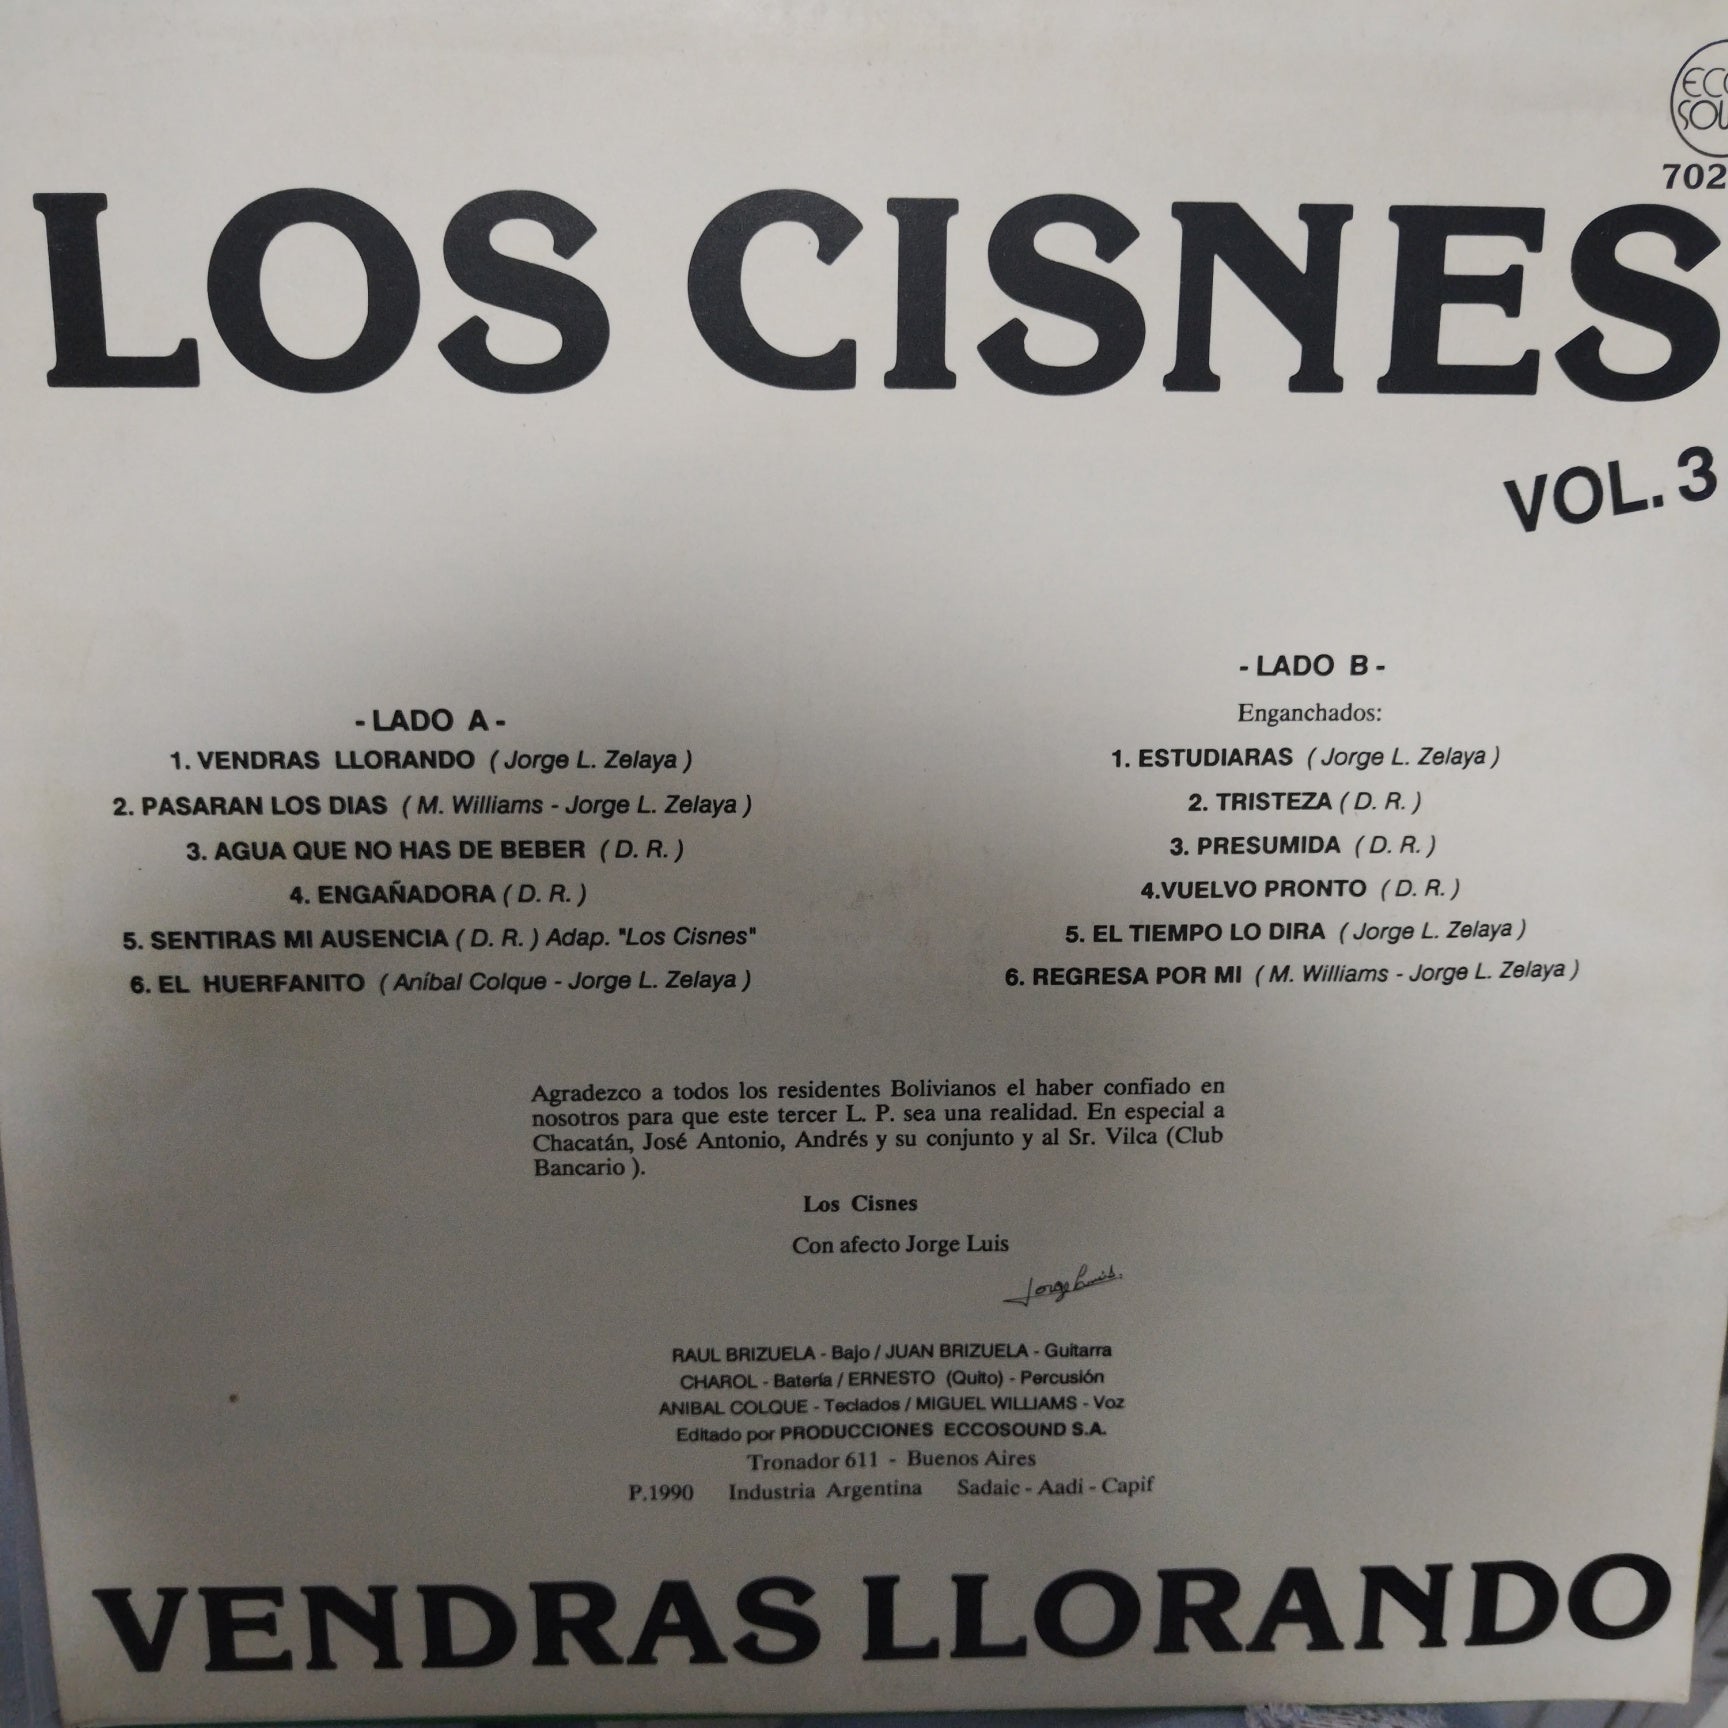 702
LOS CISNES
VOL. 3
- LADO A -
1. VENDRAS LLORANDO ( Jorge L. Zelaya )
2. PASARAN LOS DIAS ( M. Williams - Jorge L. Zelaya )
3. AGUA QUE NO HAS DE BEBER ( D. R. )
4. ENGAÑADORA ( D. R. )
5. SENTIRAS MI AUSENCIA ( D. R. ) Adap. "Los Cisnes"
6. EL HUERFANITO ( Aníbal Colque - Jorge L. Zelaya )
- LADO B -
Enganchados:
1. ESTUDIARAS ( Jorge L. Zelaya )
2. TRISTEZA ( D. R. )
3. PRESUMIDA ( D. R. )
4.VUELVO PRONTO ( D. R. )
5. EL TIEMPO LO DIRA ( Jorge L. Zelaya )
6. REGRESA POR MI ( M. Williams - Jorge L. Zelaya )
Agradezco a todos los residentes Bolivianos el haber confiado en
nosotros para que este tercer L. P. sea una realidad. En especial a
Chacatán, José Antonio, Andrés y su conjunto y al Sr. Vilca (Club
Bancario ).
Los Cisnes
Con afecto Jorge Luis
Jorge Luis.
RAUL BRIZUELA - Bajo / JUAN BRIZUELA - Guitarra
CHAROL - Batería / ERNESTO (Quito) - Percusión
ANIBAL COLQUE - Teclados / MIGUEL WILLIAMS - Voz
Editado por PRODUCCIONES ECCOSOUND S.A.
Tronador 611 - Buenos Aires
P.1990 Industria Argentina Sadaic - Aadi - Capif
VENDRAS LLORANDO